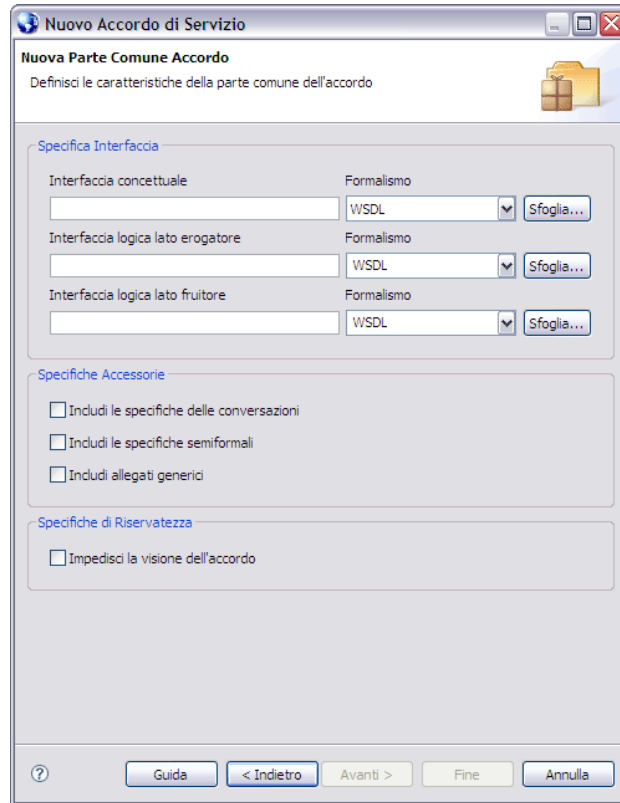 Nuovo Accordo di Servizio
Nuova Parte Comune Accordo
Definisci le caratteristiche della parte comune dell'accordo
Specifica Interfaccia
Interfaccia concettuale Formalismo
WSDL Sfoglia...
Interfaccia logica lato erogatore Formalismo
WSDL Sfoglia...
Interfaccia logica lato fruitore Formalismo
WSDL Sfoglia...
Specifiche Accessorie
Includi le specifiche delle conversazioni
Includi le specifiche semiformali
Includi allegati generici
Specifiche di Riservatezza
Impedisci la visione dell'accordo
? Guida < Indietro Avanti > Fine Annulla